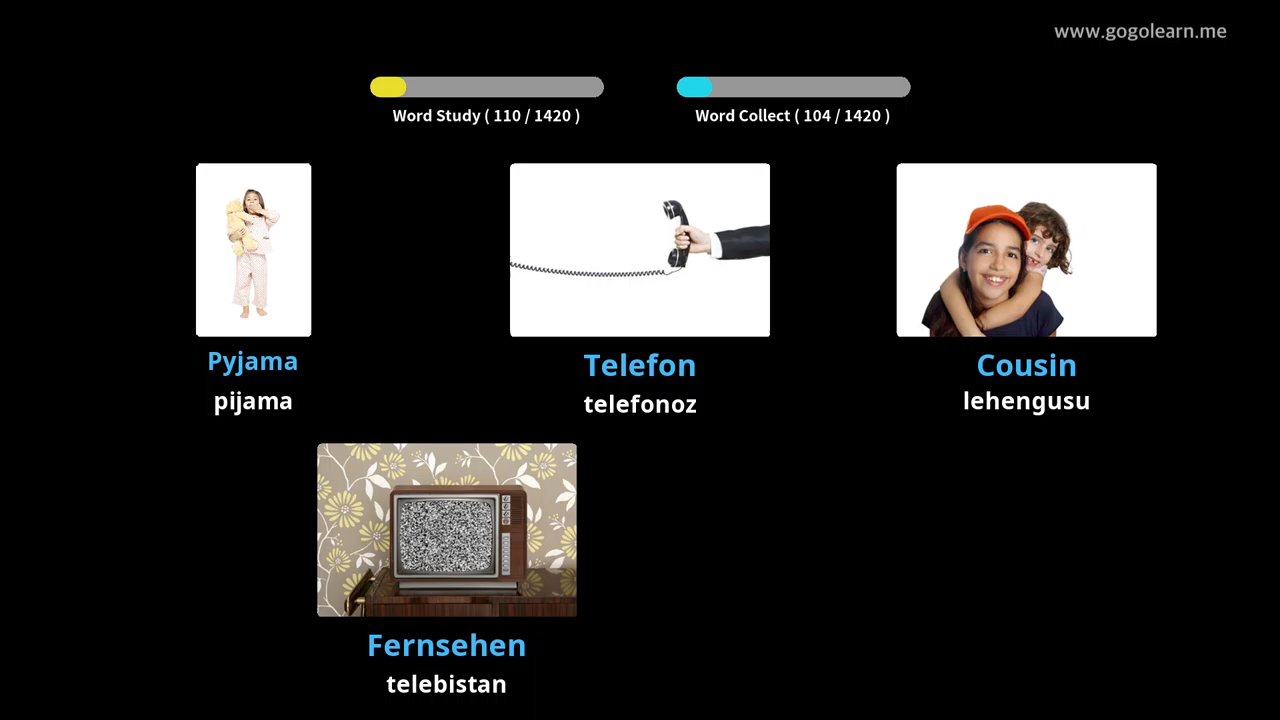 www.gogolearn.me
Word Study ( 110 / 1420 )
Word Collect ( 104 / 1420 )
Pyjama
pijama
Telefon
telefonoz
Cousin
lehengusu
Fernsehen
telebistan